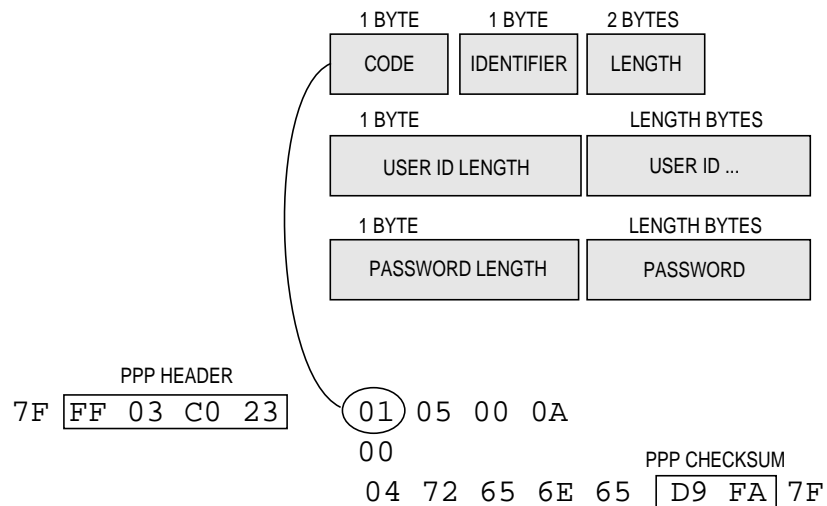 1 BYTE 1 BYTE 2 BYTES
CODE IDENTIFIER LENGTH
1 BYTE LENGTH BYTES
USER ID LENGTH USER ID ...
1 BYTE LENGTH BYTES
PASSWORD LENGTH PASSWORD
PPP HEADER
7F FF 03 C0 23 01 05 00 0A
00
PPP CHECKSUM
04 72 65 6E 65 D9 FA 7F